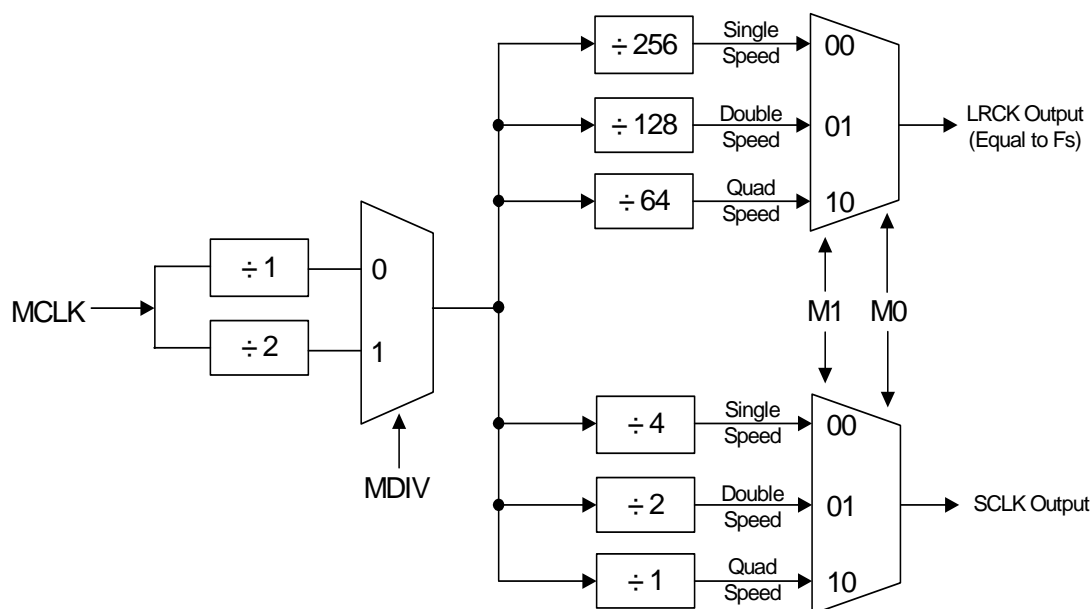 ÷ 256
Single
Speed
00
÷ 128
Double
Speed
01
LRCK Output
(Equal to Fs)
÷ 64
Quad
Speed
10
MCLK
÷ 1
÷ 2
0
1
MDIV
M1
M0
÷ 4
Single
Speed
00
÷ 2
Double
Speed
01
SCLK Output
÷ 1
Quad
Speed
10